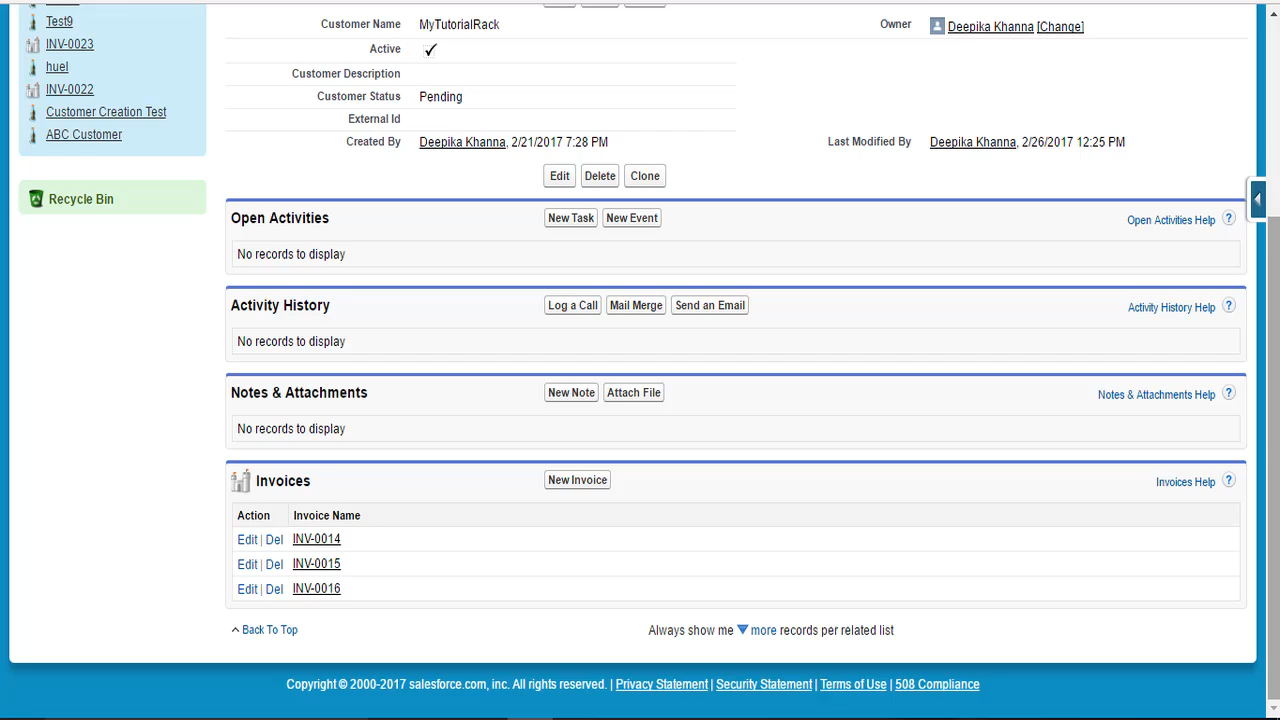 Test9
INV-0023
huel
INV-0022
Customer Creation Test
ABC Customer
Recycle Bin
Customer Name MyTutorialRack Owner Deepika Khanna [Change]
Active ✓
Customer Description
Customer Status Pending
External Id
Created By Deepika Khanna, 2/21/2017 7:28 PM Last Modified By Deepika Khanna, 2/26/2017 12:25 PM
Edit Delete Clone
Open Activities New Task New Event Open Activities Help ?
No records to display
Activity History Log a Call Mail Merge Send an Email Activity History Help ?
No records to display
Notes & Attachments New Note Attach File Notes & Attachments Help ?
No records to display
Invoices New Invoice Invoices Help ?
Action Invoice Name
Edit | Del INV-0014
Edit | Del INV-0015
Edit | Del INV-0016
Back To Top Always show me more records per related list
Copyright © 2000-2017 salesforce.com, inc. All rights reserved. | Privacy Statement | Security Statement | Terms of Use | 508 Compliance